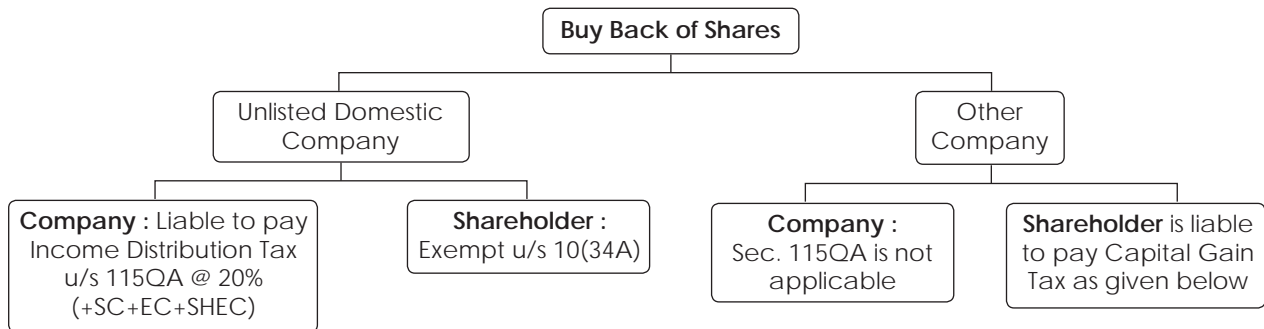 Buy Back of Shares
Unlisted Domestic
Company
Other
Company
Company : Liable to pay
Income Distribution Tax
u/s 115QA @ 20%
(+SC+EC+SHEC)
Shareholder :
Exempt u/s 10(34A)
Company :
Sec. 115QA is not
applicable
Shareholder is liable
to pay Capital Gain
Tax as given below